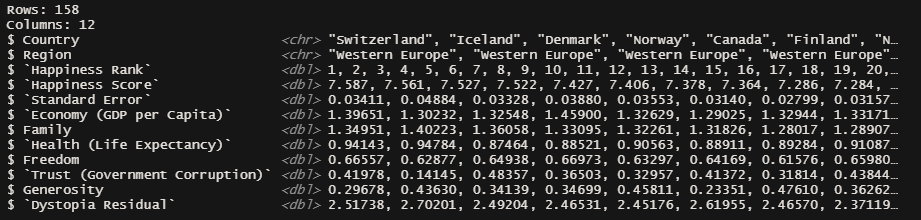 Rows: 158
Columns: 12
$ Country                         <chr> "Switzerland", "Iceland", "Denmark", "Norway", "Canada", "Finland", "N…
$ Region                          <chr> "Western Europe", "Western Europe", "Western Europe", "Western Europe"…
$ `Happiness Rank`                <dbl> 1, 2, 3, 4, 5, 6, 7, 8, 9, 10, 11, 12, 13, 14, 15, 16, 17, 18, 19, 20,…
$ `Happiness Score`               <dbl> 7.587, 7.561, 7.527, 7.522, 7.427, 7.406, 7.378, 7.364, 7.286, 7.284, …
$ `Standard Error`                <dbl> 0.03411, 0.04884, 0.03328, 0.03880, 0.03553, 0.03140, 0.02799, 0.03157…
$ `Economy (GDP per Capita)`      <dbl> 1.39651, 1.30232, 1.32548, 1.45900, 1.32629, 1.29025, 1.32944, 1.33171…
$ Family                          <dbl> 1.34951, 1.40223, 1.36058, 1.33095, 1.32261, 1.31826, 1.28017, 1.28907…
$ `Health (Life Expectancy)`      <dbl> 0.94143, 0.94784, 0.87464, 0.88521, 0.90563, 0.88911, 0.89284, 0.91087…
$ Freedom                         <dbl> 0.66557, 0.62877, 0.64938, 0.66973, 0.63297, 0.64169, 0.61576, 0.65980…
$ `Trust (Government Corruption)` <dbl> 0.41978, 0.14145, 0.48357, 0.36503, 0.32957, 0.41372, 0.31814, 0.43844…
$ Generosity                      <dbl> 0.29678, 0.43630, 0.34139, 0.34699, 0.45811, 0.23351, 0.47610, 0.36262…
$ `Dystopia Residual`             <dbl> 2.51738, 2.70201, 2.49204, 2.46531, 2.45176, 2.61955, 2.46570, 2.37119…